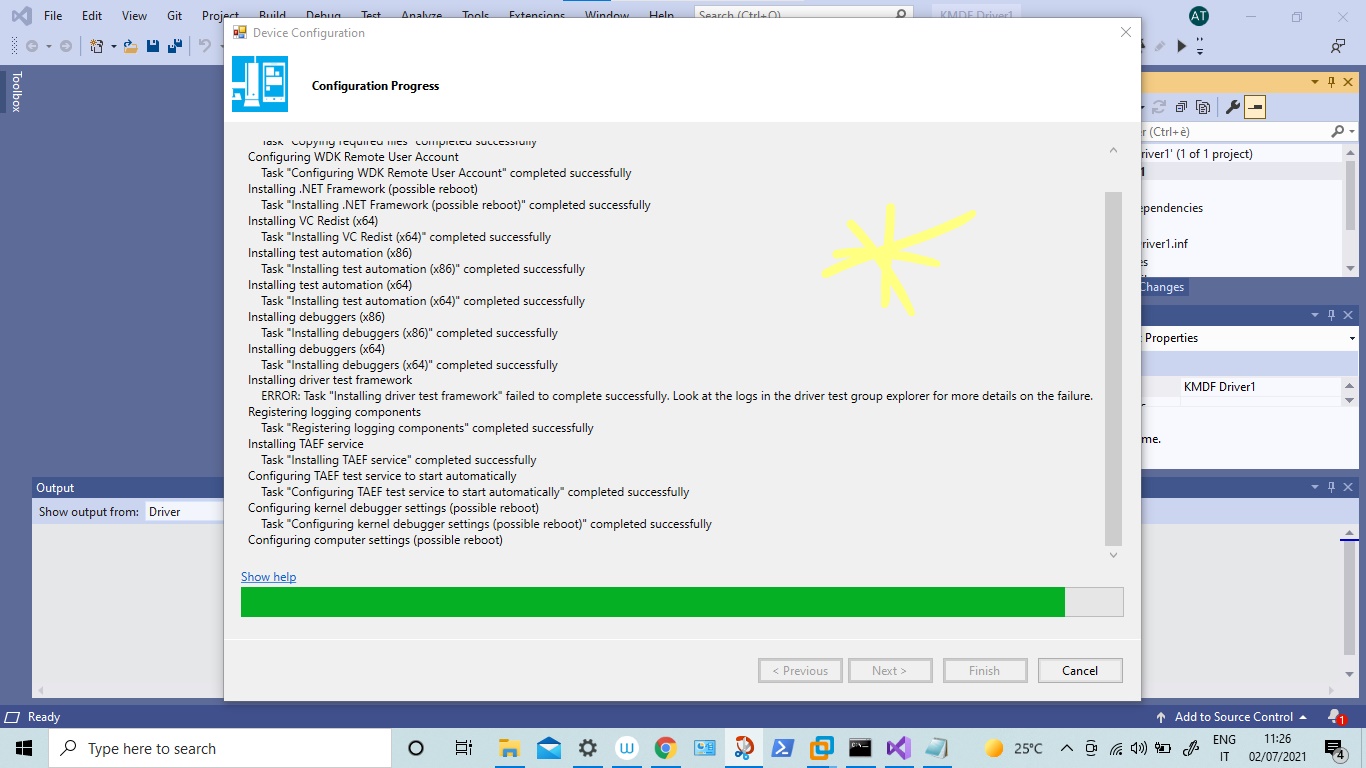 File Edit View Git Project Build Debug Test Analyze Tools Extensions Window Help Search (Ctrl+Q) KMDF Driver1 AT
Device Configuration
Toolbox
Configuration Progress
Task "Copying required files" completed successfully
Configuring WDK Remote User Account
Task "Configuring WDK Remote User Account" completed successfully
Installing .NET Framework (possible reboot)
Task "Installing .NET Framework (possible reboot)" completed successfully
Installing VC Redist (x64)
Task "Installing VC Redist (x64)" completed successfully
Installing test automation (x86)
Task "Installing test automation (x86)" completed successfully
Installing test automation (x64)
Task "Installing test automation (x64)" completed successfully
Installing debuggers (x86)
Task "Installing debuggers (x86)" completed successfully
Installing debuggers (x64)
Task "Installing debuggers (x64)" completed successfully
Installing driver test framework
ERROR: Task "Installing driver test framework" failed to complete successfully. Look at the logs in the driver test group explorer for more details on the failure.
Registering logging components
Task "Registering logging components" completed successfully
Installing TAEF service
Task "Installing TAEF service" completed successfully
Configuring TAEF test service to start automatically
Task "Configuring TAEF test service to start automatically" completed successfully
Configuring kernel debugger settings (possible reboot)
Task "Configuring kernel debugger settings (possible reboot)" completed successfully
Configuring computer settings (possible reboot)
Show help
< Previous Next > Finish Cancel
r (Ctrl+è)
river1' (1 of 1 project)
1
ependencies
river1.inf
es
Changes
Properties
KMDF Driver1
me.
Output
Show output from: Driver
Ready
Add to Source Control
1
Type here to search
25°C
ENG
IT
11:26
02/07/2021
4